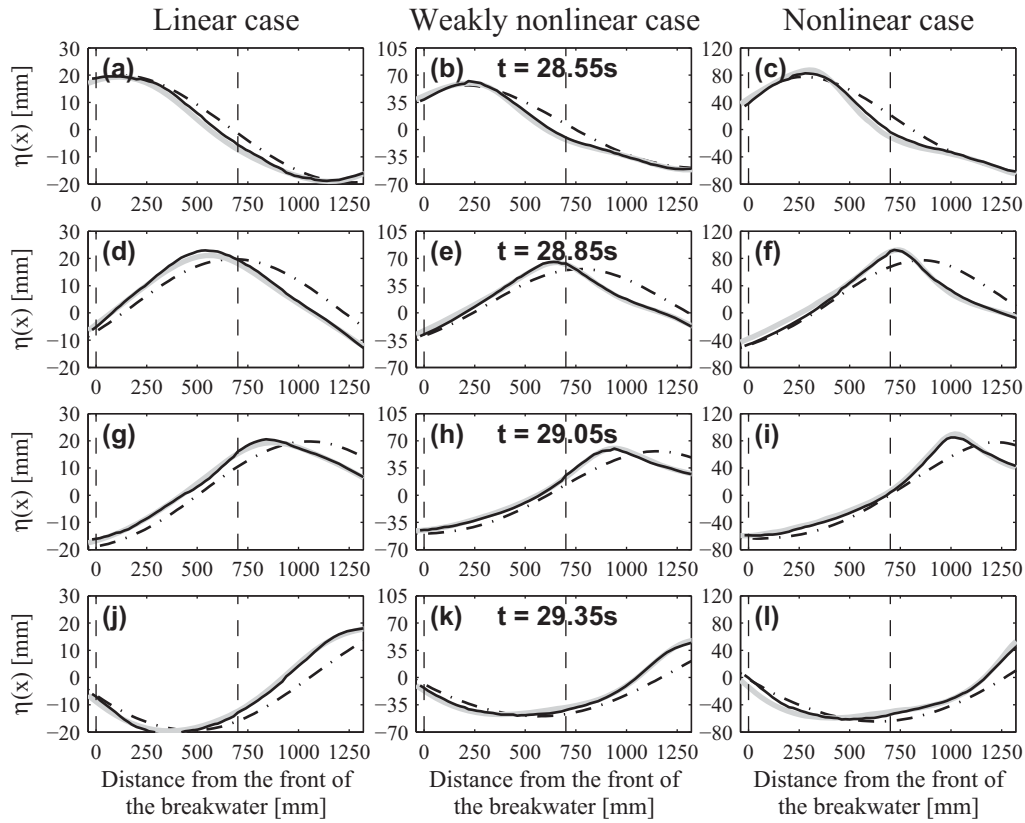 Linear case Weakly nonlinear case Nonlinear case
30 105 120
(a) (b) t = 28.55s (c)
20 70 80
10 35 40
η(x) [mm]
0 0 0
−10 −35 −40
−20 −70 −80
0 250 500 750 1000 1250 0 250 500 750 1000 1250 0 250 500 750 1000 1250
30 105 120
(d) (e) t = 28.85s (f)
20 70 80
10 35 40
η(x) [mm]
0 0 0
−10 −35 −40
−20 −70 −80
0 250 500 750 1000 1250 0 250 500 750 1000 1250 0 250 500 750 1000 1250
30 105 120
(g) (h) t = 29.05s (i)
20 70 80
10 35 40
η(x) [mm]
0 0 0
−10 −35 −40
−20 −70 −80
0 250 500 750 1000 1250 0 250 500 750 1000 1250 0 250 500 750 1000 1250
30 105 120
(j) (k) t = 29.35s (l)
20 70 80
10 35 40
η(x) [mm]
0 0 0
−10 −35 −40
−20 −70 −80
0 250 500 750 1000 1250 0 250 500 750 1000 1250 0 250 500 750 1000 1250
Distance from the front of Distance from the front of Distance from the front of
the breakwater [mm] the breakwater [mm] the breakwater [mm]